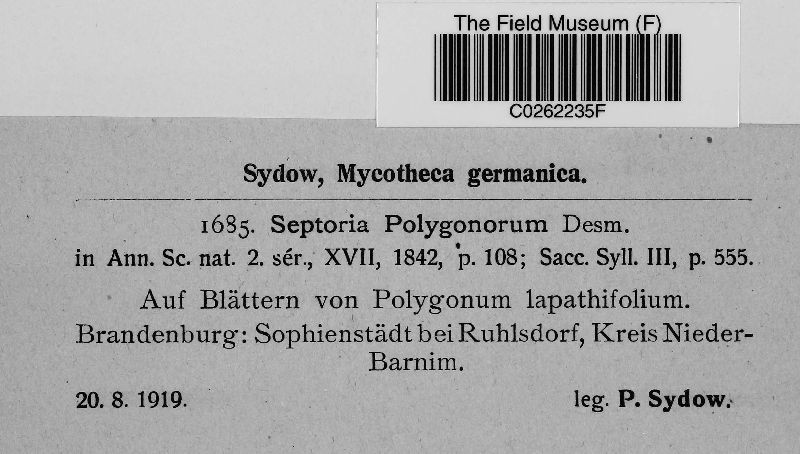 The Field Museum (F)
C0262235F
Sydow, Mycotheca germanica.
1685. Septoria Polygonorum Desm.
in Ann. Sc. nat. 2. sér., XVII, 1842, p. 108; Sacc. Syll. III, p. 555.
Auf Blättern von Polygonum lapathifolium.
Brandenburg: Sophienstädt bei Ruhlsdorf, Kreis Nieder-
Barnim.
20. 8. 1919. leg. P. Sydow.